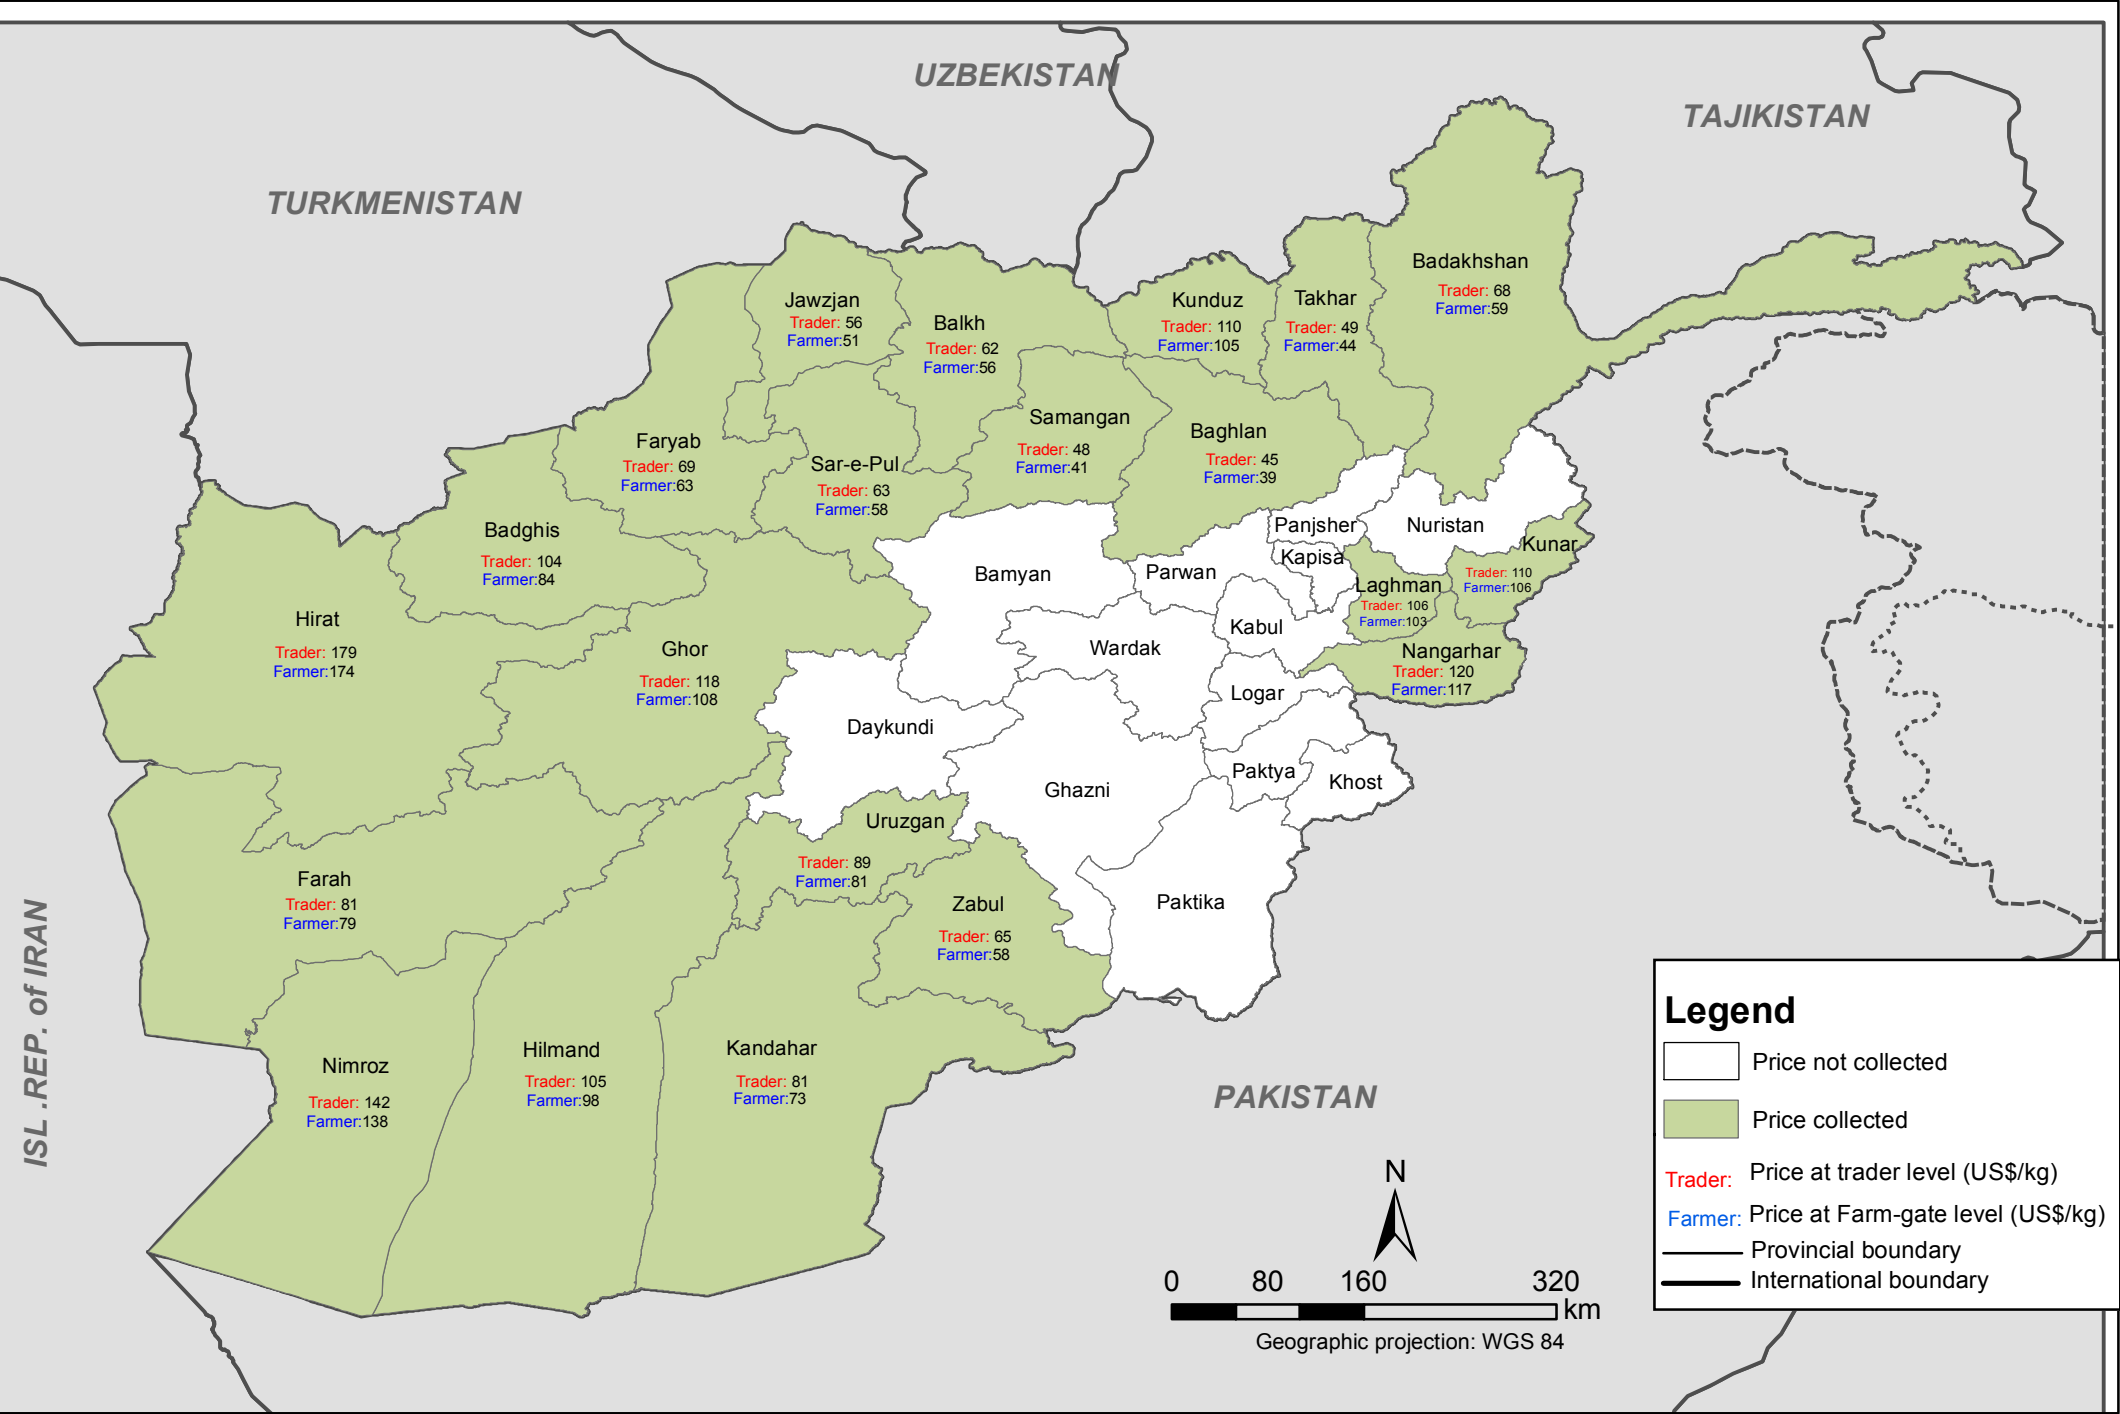 UZBEKISTAN
TAJIKISTAN
TURKMENISTAN
Badakhshan
Trader: 68
Farmer:59
Jawzjan
Trader: 56
Farmer:51
Balkh
Trader: 62
Farmer:56
Kunduz
Trader: 110
Farmer:105
Takhar
Trader: 49
Farmer:44
Faryab
Trader: 69
Farmer:63
Sar-e-Pul
Trader: 63
Farmer:58
Samangan
Trader: 48
Farmer:41
Baghlan
Trader: 45
Farmer:39
Badghis
Trader: 104
Farmer:84
Panjsher
Nuristan
Kunar
Trader: 110
Farmer:106
Kapisa
Bamyan
Parwan
Laghman
Trader: 106
Farmer:103
Hirat
Trader: 179
Farmer:174
Ghor
Trader: 118
Farmer:108
Wardak
Kabul
Nangarhar
Trader: 120
Farmer:117
Logar
Daykundi
Ghazni
Paktya
Khost
Uruzgan
Trader: 89
Farmer:81
Farah
Trader: 81
Farmer:79
Zabul
Trader: 65
Farmer:58
Paktika
ISL .REP. of IRAN
Nimroz
Trader: 142
Farmer:138
Hilmand
Trader: 105
Farmer:98
Kandahar
Trader: 81
Farmer:73
PAKISTAN
N
0 80 160 320
km
Geographic projection: WGS 84
Legend
Price not collected
Price collected
Trader: Price at trader level (US$/kg)
Farmer: Price at Farm-gate level (US$/kg)
Provincial boundary
International boundary